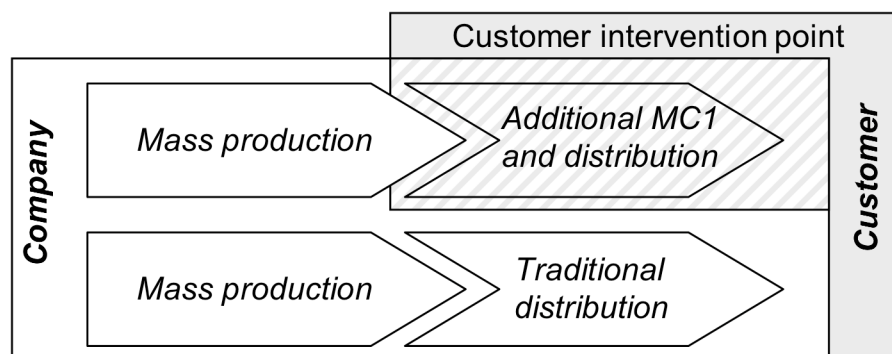 Customer intervention point
Company
Mass production
Additional MC1
and distribution
Customer
Mass production
Traditional
distribution